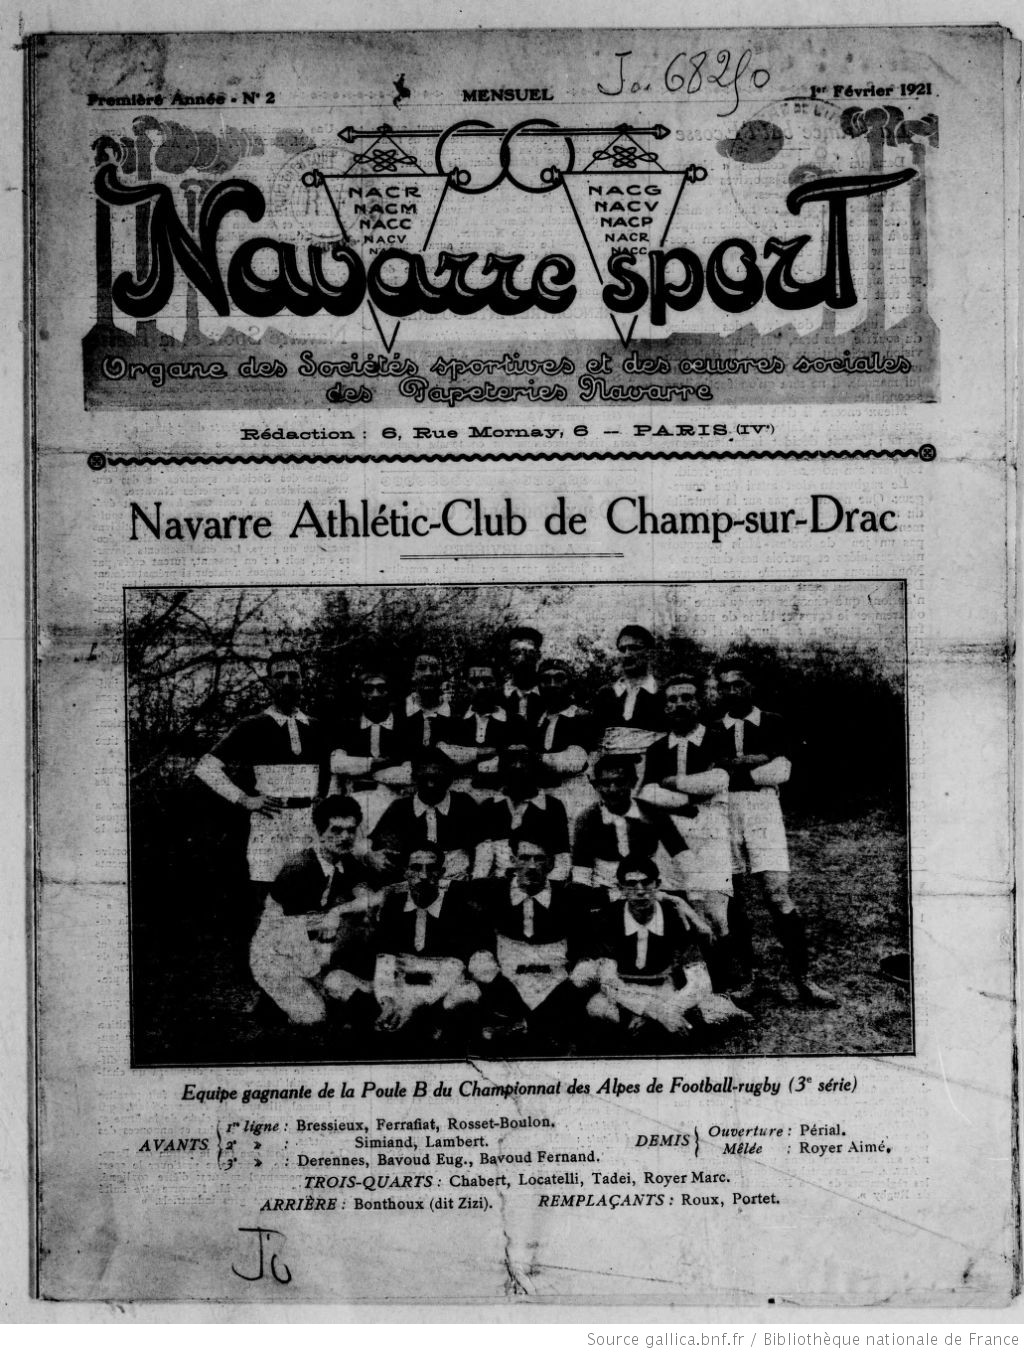 Première Année - N° 2
MENSUEL
Jo. 68250
1er Février 1921
NACR
NACM
NACC
NACV
NACG
NACV
NACP
NACR
NACC
Navarre sport
Organe des Sociétés sportives et des œuvres sociales
des Papeteries Navarre
Rédaction : 6, Rue Mornay, 6 — PARIS (IVe)
Navarre Athlétic-Club de Champ-sur-Drac
Equipe gagnante de la Poule B du Championnat des Alpes de Football-rugby (3e série)
AVANTS
1re ligne : Bressieux, Ferrafiat, Rosset-Boulon.
2e » : Simiand, Lambert.
3e » : Derennes, Bavoud Eug., Bavoud Fernand.
DEMIS
Ouverture : Périal.
Mêlée : Royer Aimé.
TROIS-QUARTS : Chabert, Locatelli, Tadei, Royer Marc.
ARRIÈRE : Bonthoux (dit Zizi). REMPLAÇANTS : Roux, Portet.
Source gallica.bnf.fr / Bibliothèque nationale de France